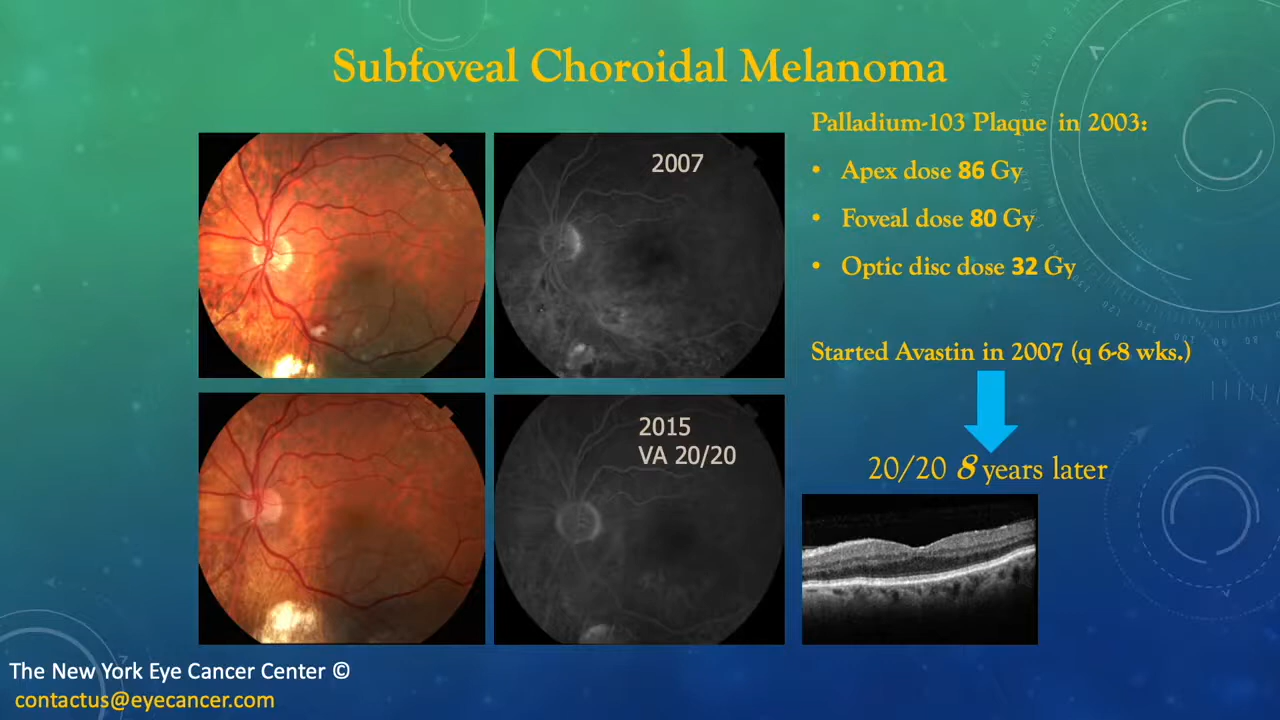 Subfoveal Choroidal Melanoma
2007
2015
VA 20/20
Palladium-103 Plaque in 2003:
• Apex dose 86 Gy
• Foveal dose 80 Gy
• Optic disc dose 32 Gy
Started Avastin in 2007 (q 6-8 wks.)
20/20 8 years later
The New York Eye Cancer Center ©
contactus@eyecancer.com